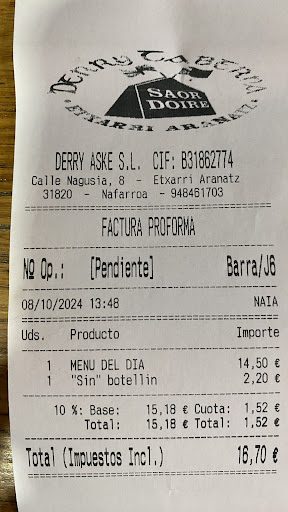 DERRY TABERNA
SAOR
DOIRE
ETXARRI ARANATZ
DERRY ASKE S.L. CIF: B31862774
Calle Nagusia, 8 - Etxarri Aranatz
31820 - Nafarroa - 948461703
FACTURA PROFORMA
Nº Op.: [Pendiente] Barra/J6
08/10/2024 13:48 NAIA
Uds. Producto Importe
1 MENU DEL DIA 14,50 €
1 "Sin" botellin 2,20 €
10 %: Base: 15,18 € Cuota: 1,52 €
Total: 15,18 € Total: 1,52 €
Total (Impuestos Incl.) 16,70 €